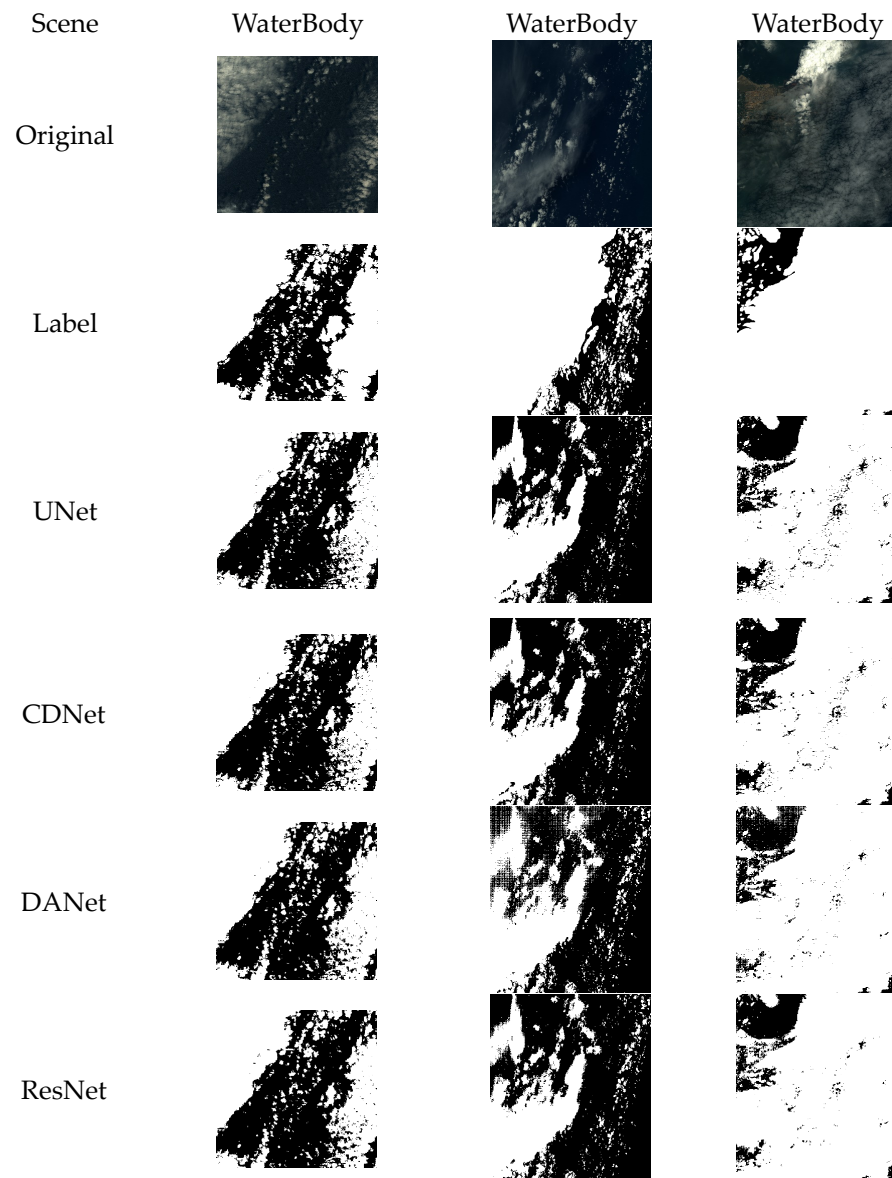 Scene WaterBody WaterBody WaterBody
Original
Label
UNet
CDNet
DANet
ResNet